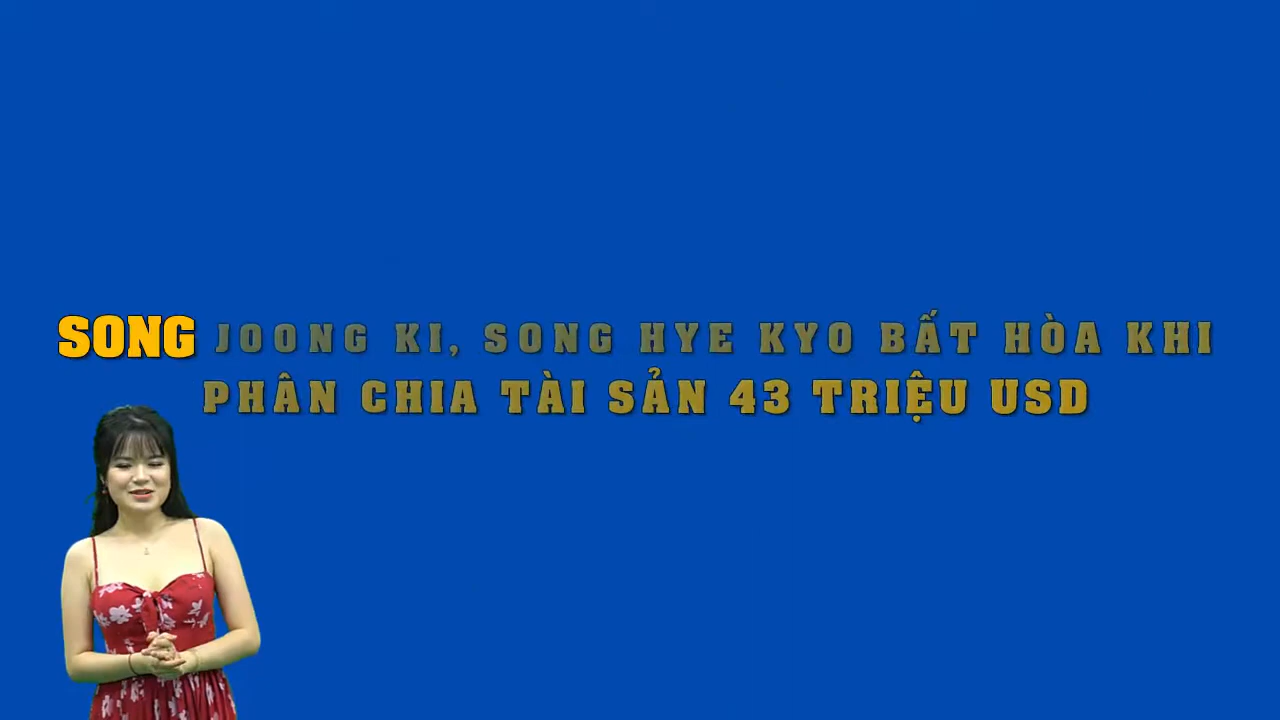 SONG JOONG KI, SONG HYE KYO BẤT HÒA KHI
PHÂN CHIA TÀI SẢN 43 TRIỆU USD